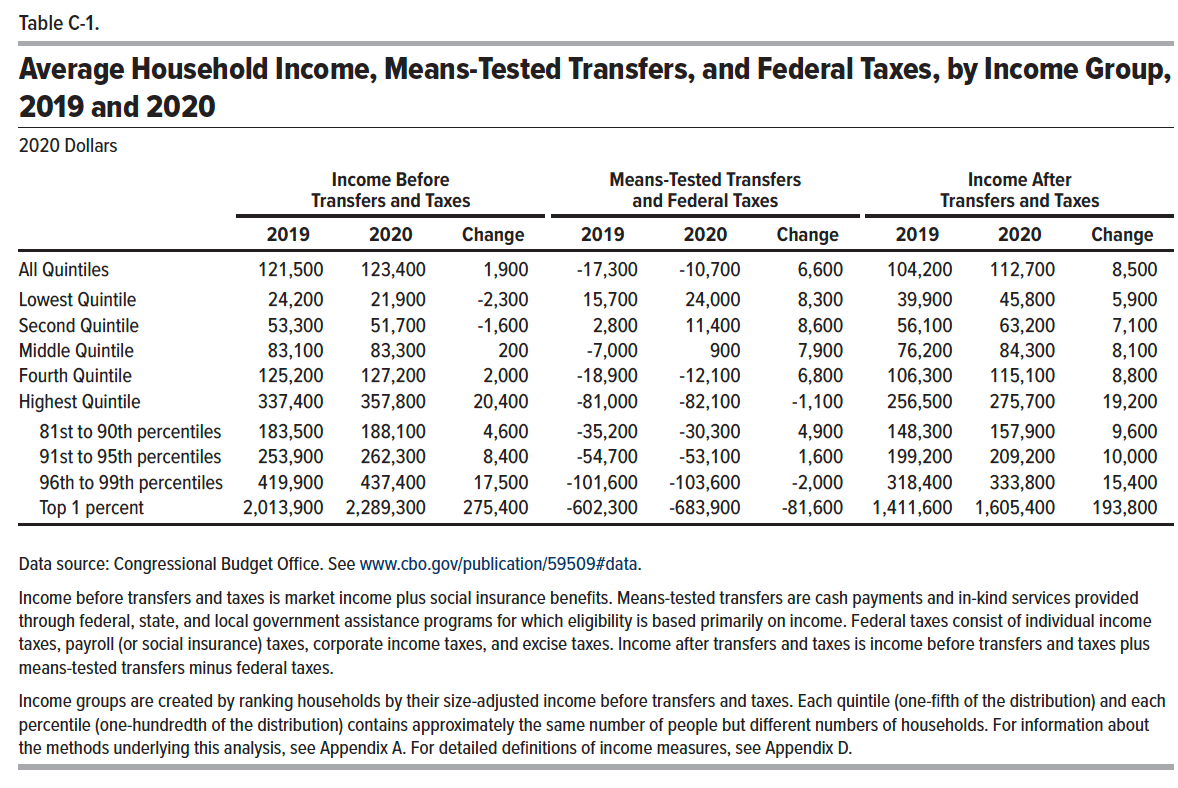 Table C-1.
Average Household Income, Means-Tested Transfers, and Federal Taxes, by Income Group,
2019 and 2020
2020 Dollars
Income Before Means-Tested Transfers Income After
Transfers and Taxes and Federal Taxes Transfers and Taxes
2019 2020 Change 2019 2020 Change 2019 2020 Change
All Quintiles 121,500 123,400 1,900 -17,300 -10,700 6,600 104,200 112,700 8,500
Lowest Quintile 24,200 21,900 -2,300 15,700 24,000 8,300 39,900 45,800 5,900
Second Quintile 53,300 51,700 -1,600 2,800 11,400 8,600 56,100 63,200 7,100
Middle Quintile 83,100 83,300 200 -7,000 900 7,900 76,200 84,300 8,100
Fourth Quintile 125,200 127,200 2,000 -18,900 -12,100 6,800 106,300 115,100 8,800
Highest Quintile 337,400 357,800 20,400 -81,000 -82,100 -1,100 256,500 275,700 19,200
81st to 90th percentiles 183,500 188,100 4,600 -35,200 -30,300 4,900 148,300 157,900 9,600
91st to 95th percentiles 253,900 262,300 8,400 -54,700 -53,100 1,600 199,200 209,200 10,000
96th to 99th percentiles 419,900 437,400 17,500 -101,600 -103,600 -2,000 318,400 333,800 15,400
Top 1 percent 2,013,900 2,289,300 275,400 -602,300 -683,900 -81,600 1,411,600 1,605,400 193,800
Data source: Congressional Budget Office. See www.cbo.gov/publication/59509#data.
Income before transfers and taxes is market income plus social insurance benefits. Means-tested transfers are cash payments and in-kind services provided
through federal, state, and local government assistance programs for which eligibility is based primarily on income. Federal taxes consist of individual income
taxes, payroll (or social insurance) taxes, corporate income taxes, and excise taxes. Income after transfers and taxes is income before transfers and taxes plus
means-tested transfers minus federal taxes.
Income groups are created by ranking households by their size-adjusted income before transfers and taxes. Each quintile (one-fifth of the distribution) and each
percentile (one-hundredth of the distribution) contains approximately the same number of people but different numbers of households. For information about
the methods underlying this analysis, see Appendix A. For detailed definitions of income measures, see Appendix D.